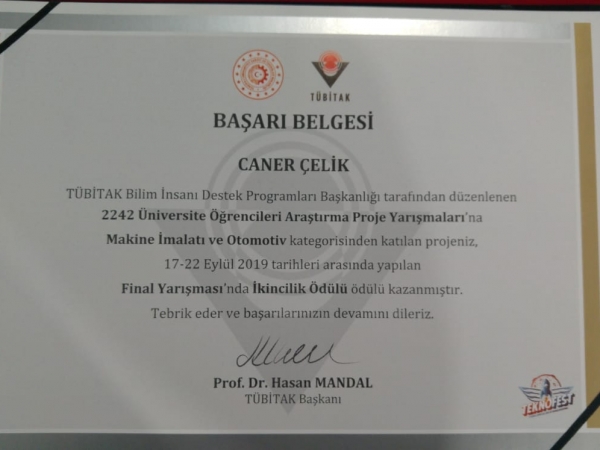 TÜBİTAK
BAŞARI BELGESİ
CANER ÇELİK
TÜBİTAK Bilim İnsanı Destek Programları Başkanlığı tarafından düzenlenen
2242 Üniversite Öğrencileri Araştırma Proje Yarışmaları'na
Makine İmalatı ve Otomotiv kategorisinden katılan projeniz,
17-22 Eylül 2019 tarihleri arasında yapılan
Final Yarışması'nda İkincilik Ödülü ödülü kazanmıştır.
Tebrik eder ve başarılarınızın devamını dileriz.
Prof. Dr. Hasan MANDAL
TÜBİTAK Başkanı
TEKNOFEST